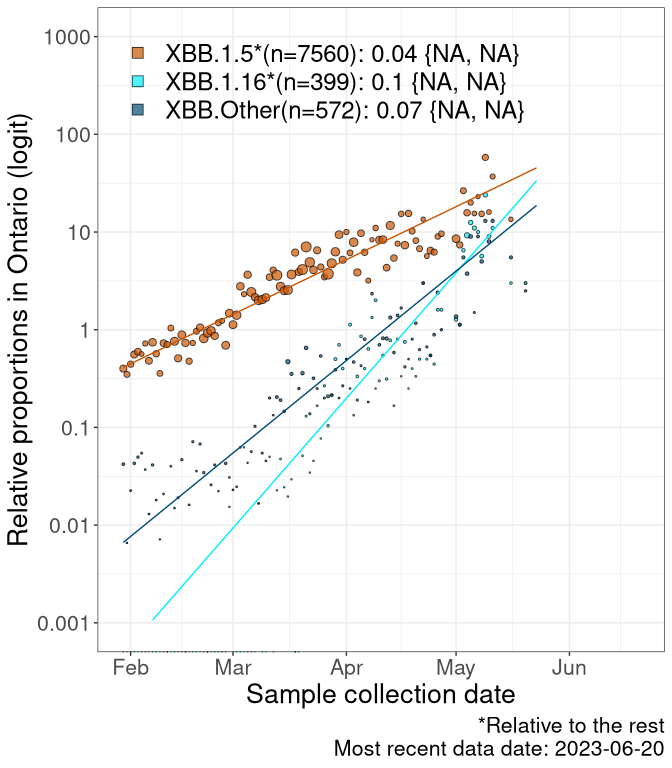 XBB.1.5*(n=7560): 0.04 {NA, NA}
XBB.1.16*(n=399): 0.1 {NA, NA}
XBB.Other(n=572): 0.07 {NA, NA}
Relative proportions in Ontario (logit)
1000
100
10
1
0.1
0.01
0.001
Feb Mar Apr May Jun
Sample collection date
*Relative to the rest
Most recent data date: 2023-06-20